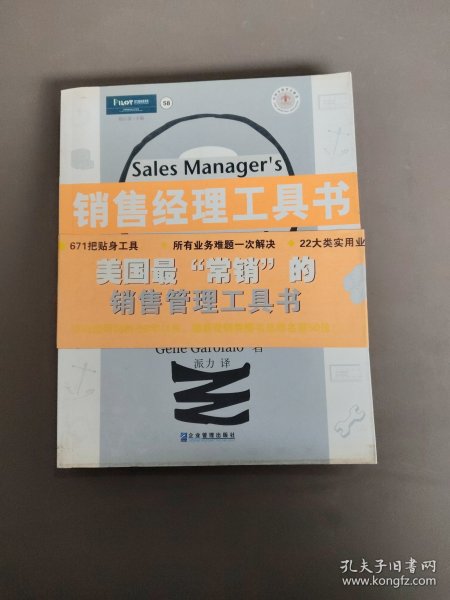 PILOT
58
Sales Manager's
销售经理工具书
671把贴身工具
所有业务难题一次解决
22大类实用业
美国最“常销”的
销售管理工具书
Gene Garofalo 著
派力 译
企业管理出版社
孔夫子旧书网
www.kongfz.com